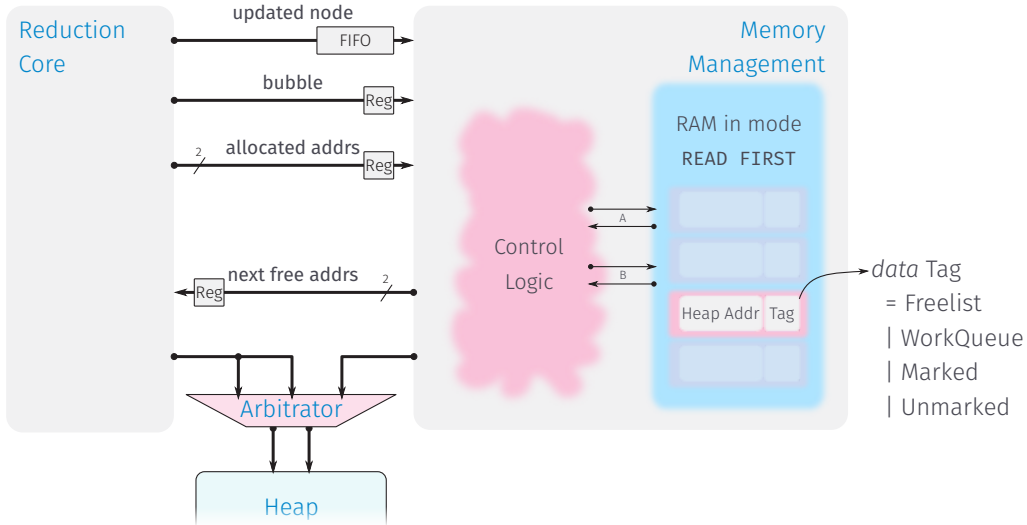 Reduction
Core
updated node
FIFO
bubble
Reg
2
allocated addrs
Reg
next free addrs
2
Reg
Arbitrator
Heap
Memory
Management
RAM in mode
READ FIRST
Control
Logic
A
B
Heap Addr
Tag
data Tag
= Freelist
| WorkQueue
| Marked
| Unmarked